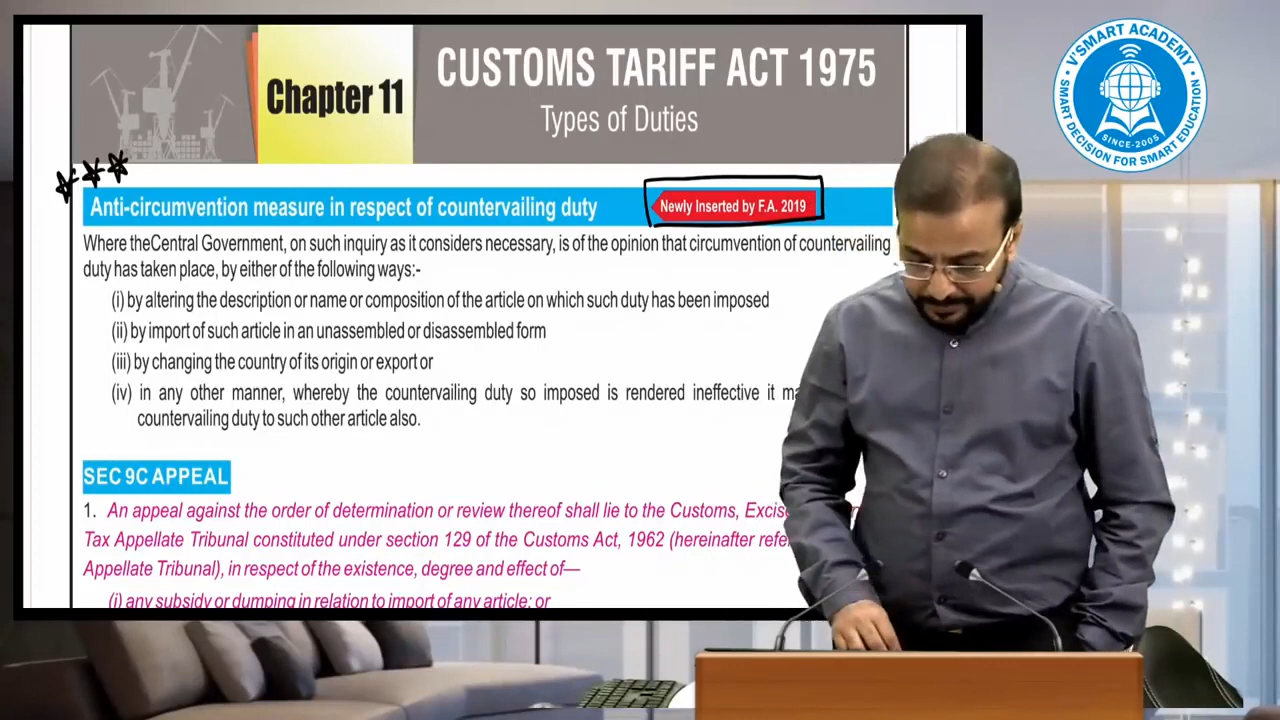 CUSTOMS TARIFF ACT 1975
Chapter 11
Types of Duties
Anti-circumvention measure in respect of countervailing duty
Newly Inserted by F.A. 2019
Where theCentral Government, on such inquiry as it considers necessary, is of the opinion that circumvention of countervailing
duty has taken place, by either of the following ways:-
(i) by altering the description or name or composition of the article on which such duty has been imposed
(ii) by import of such article in an unassembled or disassembled form
(iii) by changing the country of its origin or export or
(iv) in any other manner, whereby the countervailing duty so imposed is rendered ineffective it
countervailing duty to such other article also.
SEC 9C APPEAL
1. An appeal against the order of determination or review thereof shall lie to the Customs,
Tax Appellate Tribunal constituted under section 129 of the Customs Act, 1962 (hereinafter
Appellate Tribunal), in respect of the existence, degree and effect of—
(i) any subsidy or dumping in relation to import of any article; or
V'SMART ACADEMY
SMART DECISION FOR SMART EDUCATION
SINCE-2005